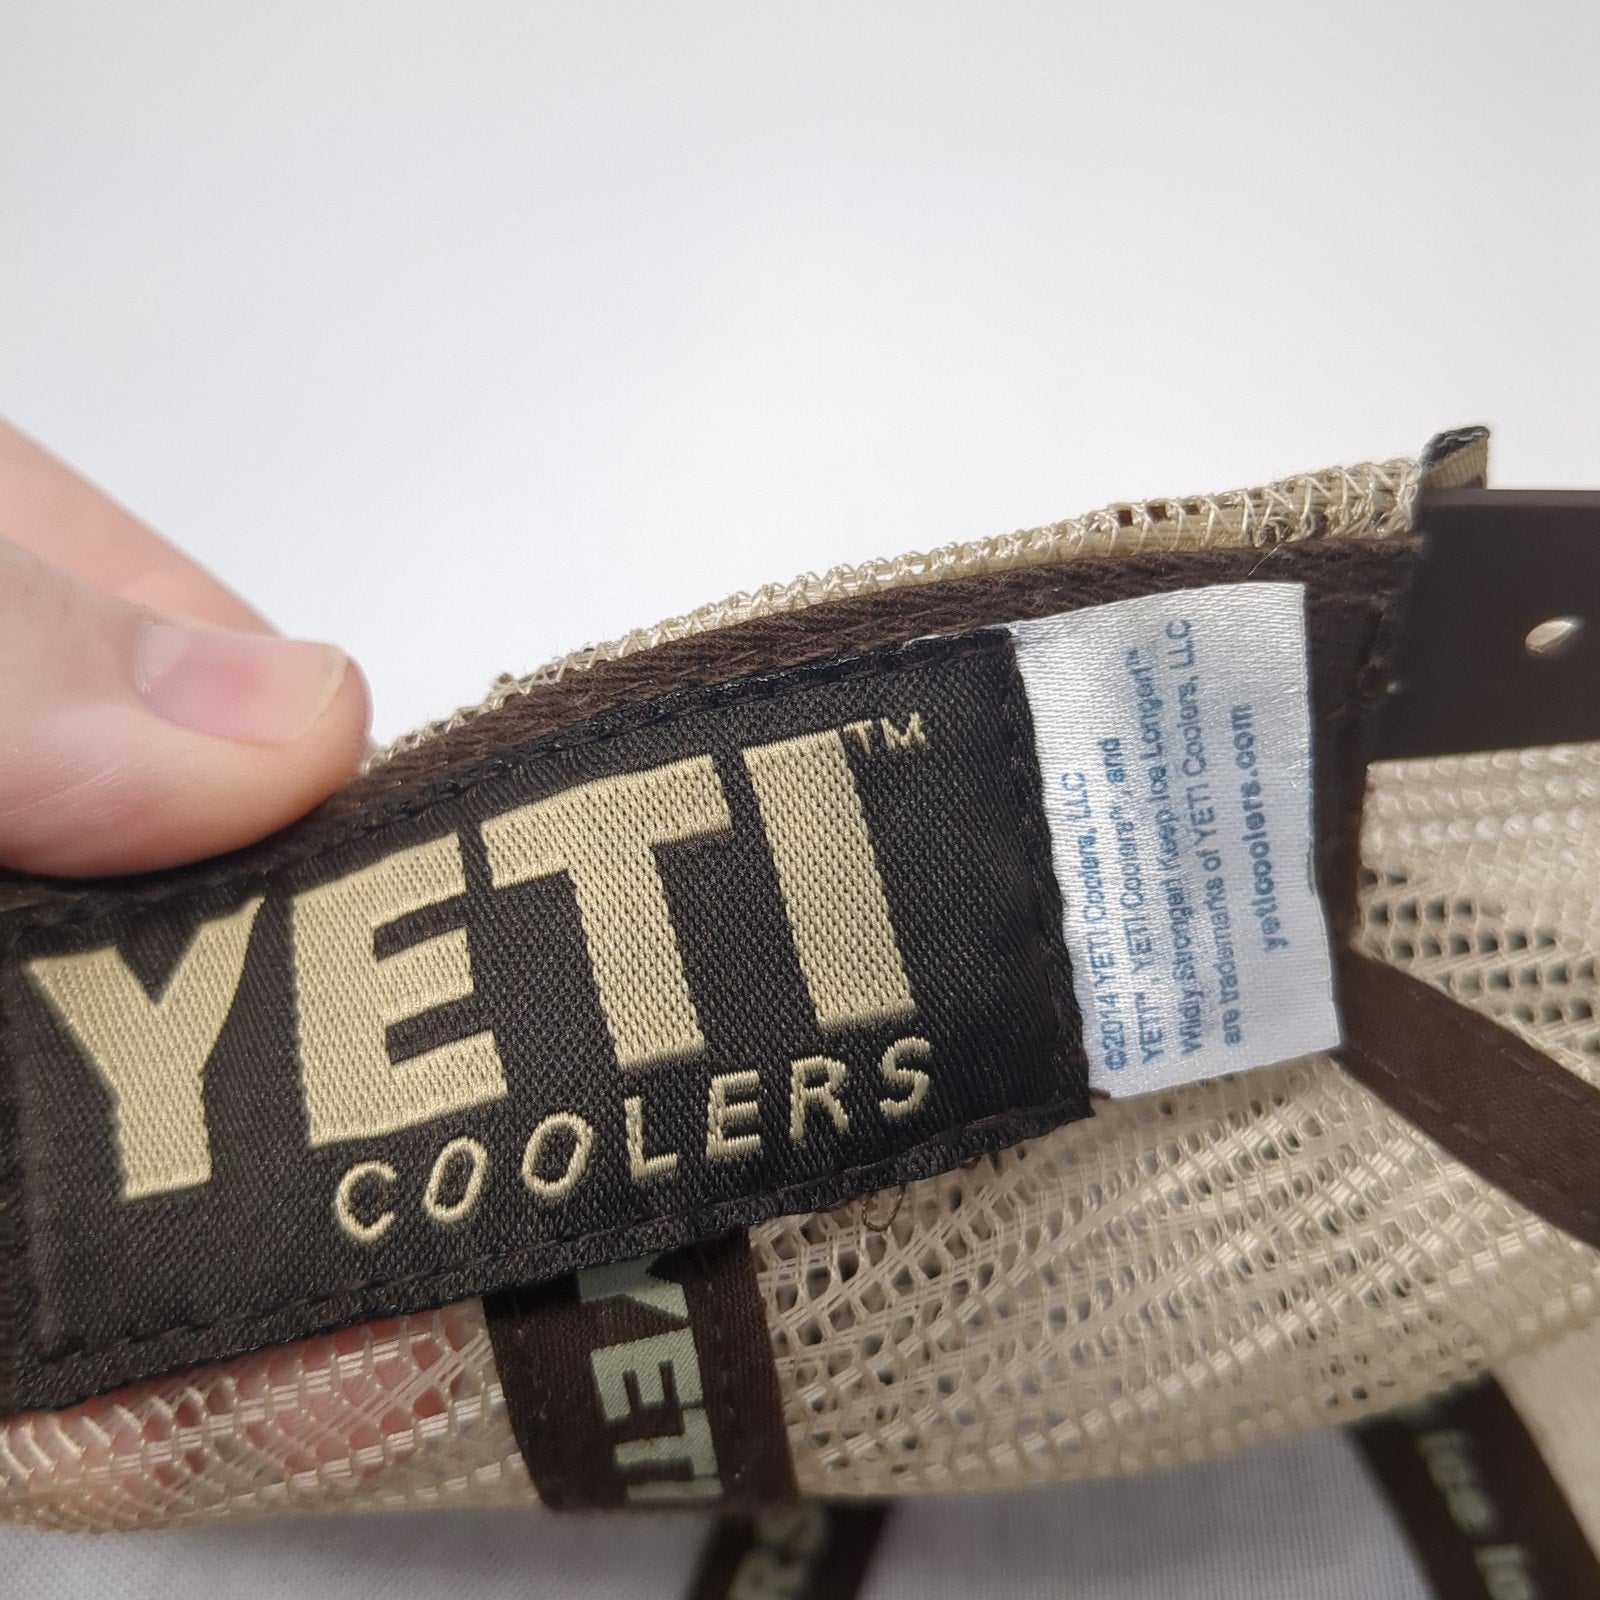 YETI™
COOLERS
©2014 YETI Coolers, LLC
YETI™, YETI Coolers™, and
Wildly Stronger! Keep Ice Longer!™
are trademarks of YETI Coolers, LLC
yeticoolers.com
YETI
RS